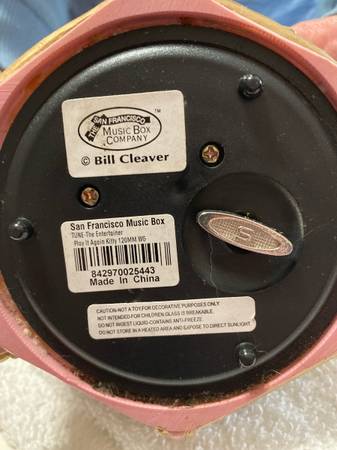 THE SAN FRANCISCO
MUSIC BOX
COMPANY
™
© Bill Cleaver
San Francisco Music Box
TUNE-The Entertainer
Play It Again Kitty 120MM WG
842970025443
Made In China
S
CAUTION-NOT A TOY.FOR DECORATIVE PURPOSES ONLY.
NOT INTENDED FOR CHILDREN.GLASS IS BREAKABLE.
DO NOT INGEST LIQUID-CONTAINS ANTI-FREEZE.
DO NOT STORE IN A HEATED AREA AND EXPOSE TO DIRECT SUNLIGHT.